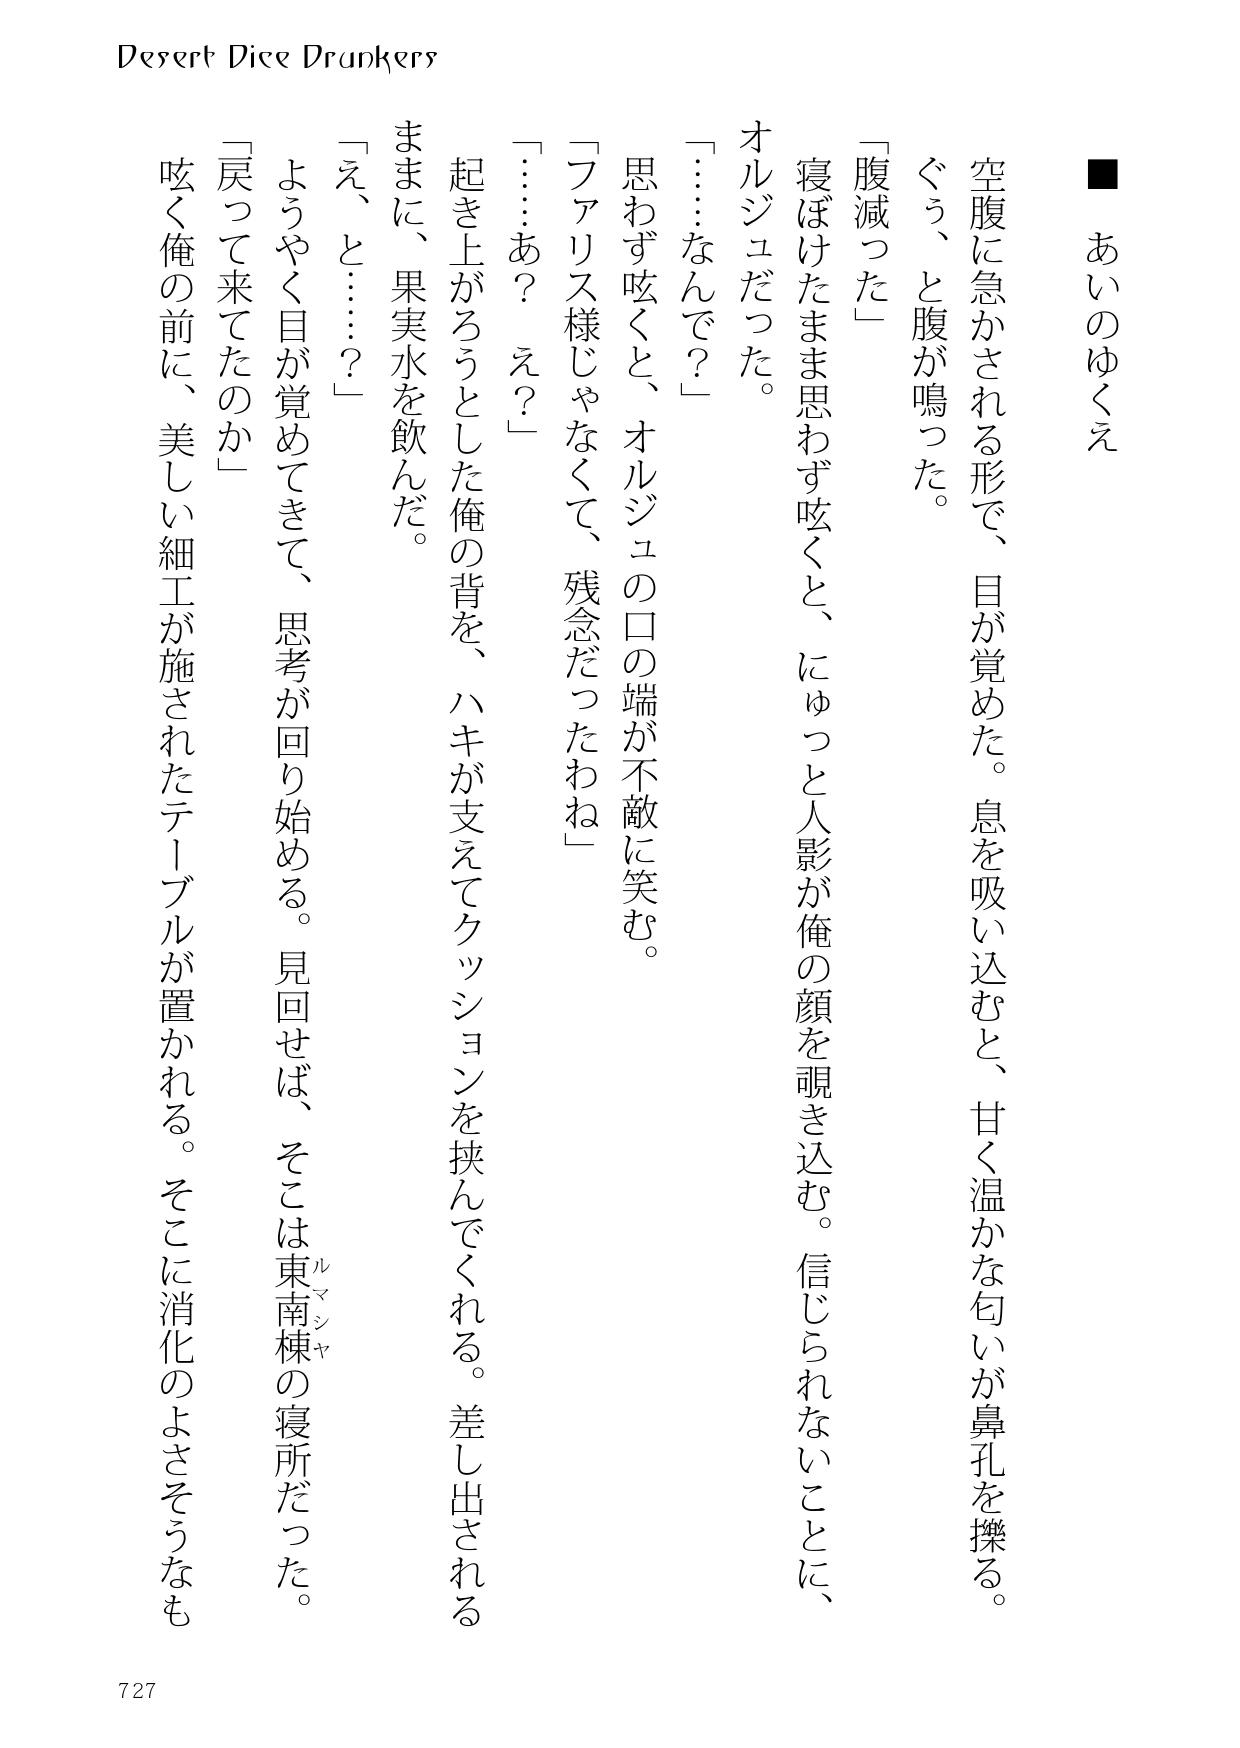 Desert Dice Drunkers
■　あいのゆくえ
空腹に急かされる形で、目が覚めた。息を吸い込むと、甘く温かな匂いが鼻孔を擽る。
ぐぅ、と腹が鳴った。
「腹減った」
寝ぼけたまま思わず呟くと、にゅっと人影が俺の顔を覗き込む。信じられないことに、
オルジュだった。
「……なんで？」
思わず呟くと、オルジュの口の端が不敵に笑む。
「ファリス様じゃなくて、残念だったわね」
「……あ？　え？」
起き上がろうとした俺の背を、ハキが支えてクッションを挟んでくれる。差し出される
ままに、果実水を飲んだ。
「え、と……？」
ようやく目が覚めてきて、思考が回り始める。見回せば、そこは東南棟の寝所だった。
ルマシヤ
「戻って来てたのか」
呟く俺の前に、美しい細工が施されたテーブルが置かれる。そこに消化のよさそうなも
727